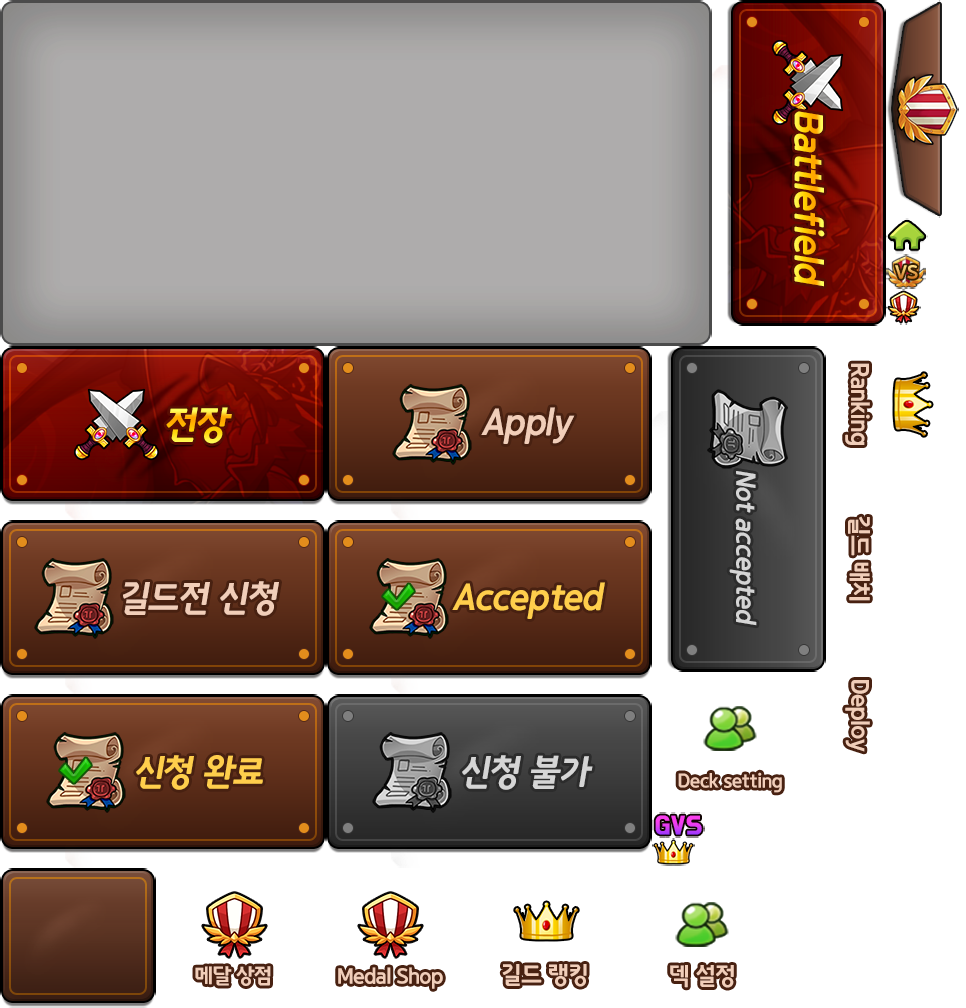 Battlefield
VS
전장
Apply
Not accepted
Ranking
길드전 신청
Accepted
길드 배치
신청 완료
신청 불가
Deploy
Deck setting
GVS
메달 상점
Medal Shop
길드 랭킹
덱 설정